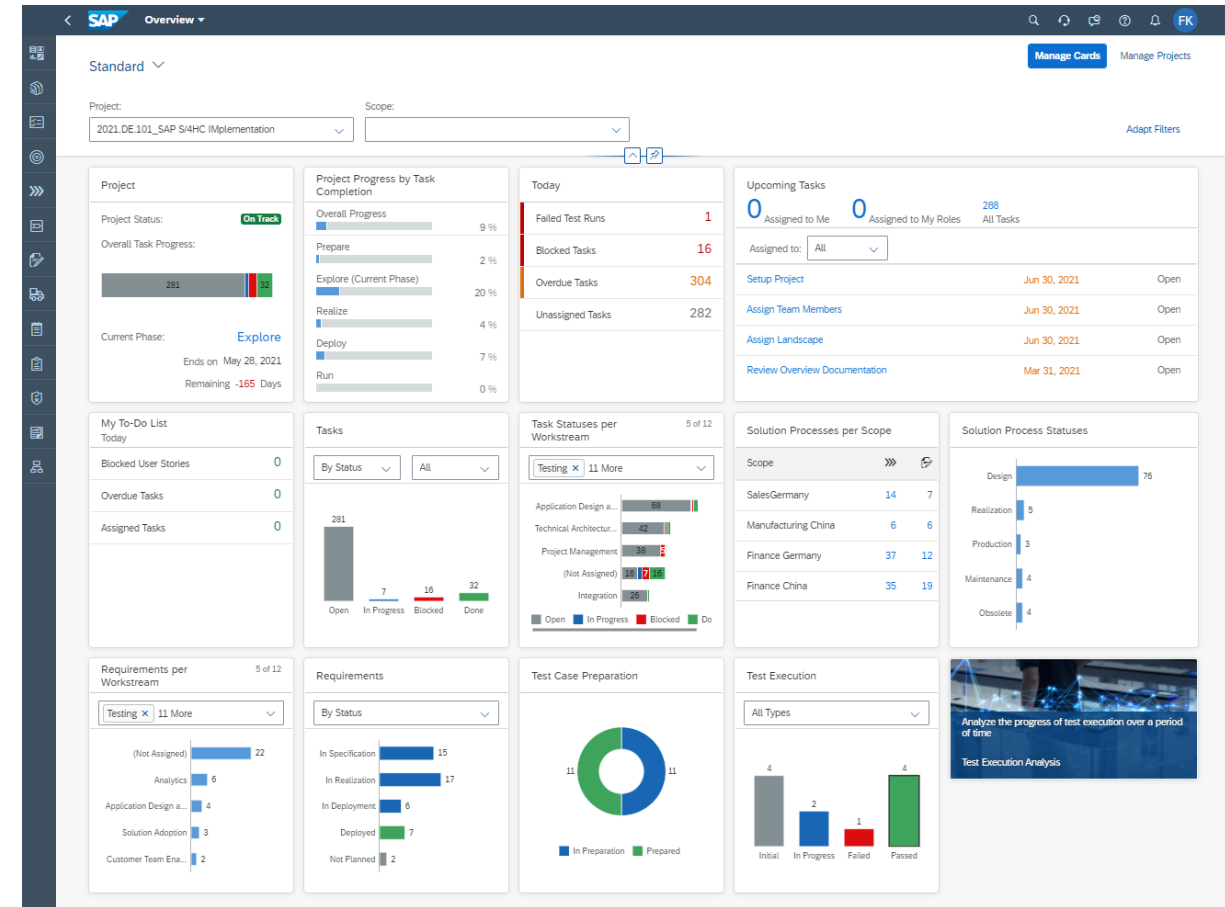 SAP Overview
FK
Standard
Manage Cards Manage Projects
Project:
Scope:
2021.DE.101_SAP S/4HC IMplementation
Adapt Filters
Project
Project Status: On Track
Overall Task Progress:
281 32
Current Phase: Explore
Ends on May 28, 2021
Remaining -165 Days
Project Progress by Task
Completion
Overall Progress
9 %
Prepare
2 %
Explore (Current Phase)
20 %
Realize
4 %
Deploy
7 %
Run
0 %
Today
Failed Test Runs 1
Blocked Tasks 16
Overdue Tasks 304
Unassigned Tasks 282
Upcoming Tasks
0 Assigned to Me 0 Assigned to My Roles
288
All Tasks
Assigned to: All
Setup Project Jun 30, 2021 Open
Assign Team Members Jun 30, 2021 Open
Assign Landscape Jun 30, 2021 Open
Review Overview Documentation Mar 31, 2021 Open
My To-Do List
Today
Blocked User Stories 0
Overdue Tasks 0
Assigned Tasks 0
Tasks
By Status All
281
7
16
32
Open In Progress Blocked Done
Task Statuses per
Workstream
5 of 12
Testing × 11 More
Application Design a... 68
Technical Architectur... 42
Project Management 38
(Not Assigned) 16 7 16
Integration 26
Open In Progress Blocked Do
Solution Processes per Scope
Scope
SalesGermany 14 7
Manufacturing China 6 6
Finance Germany 37 12
Finance China 35 19
Solution Process Statuses
Design 76
Realization 5
Production 3
Maintenance 4
Obsolete 4
Requirements per
Workstream
5 of 12
Testing × 11 More
(Not Assigned) 22
Analytics 6
Application Design a... 4
Solution Adoption 3
Customer Team Ena... 2
Requirements
By Status
In Specification 15
In Realization 17
In Deployment 6
Deployed 7
Not Planned 2
Test Case Preparation
11 11
In Preparation Prepared
Test Execution
All Types
4
2
1
4
Initial In Progress Failed Passed
Analyze the progress of test execution over a period
of time
Test Execution Analysis